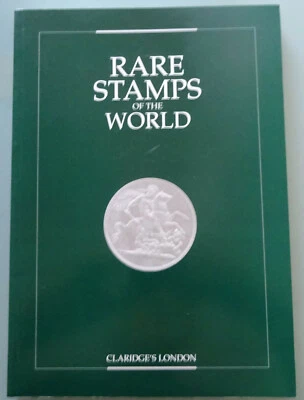 RARE
STAMPS
OF THE
WORLD
CLARIDGE'S LONDON